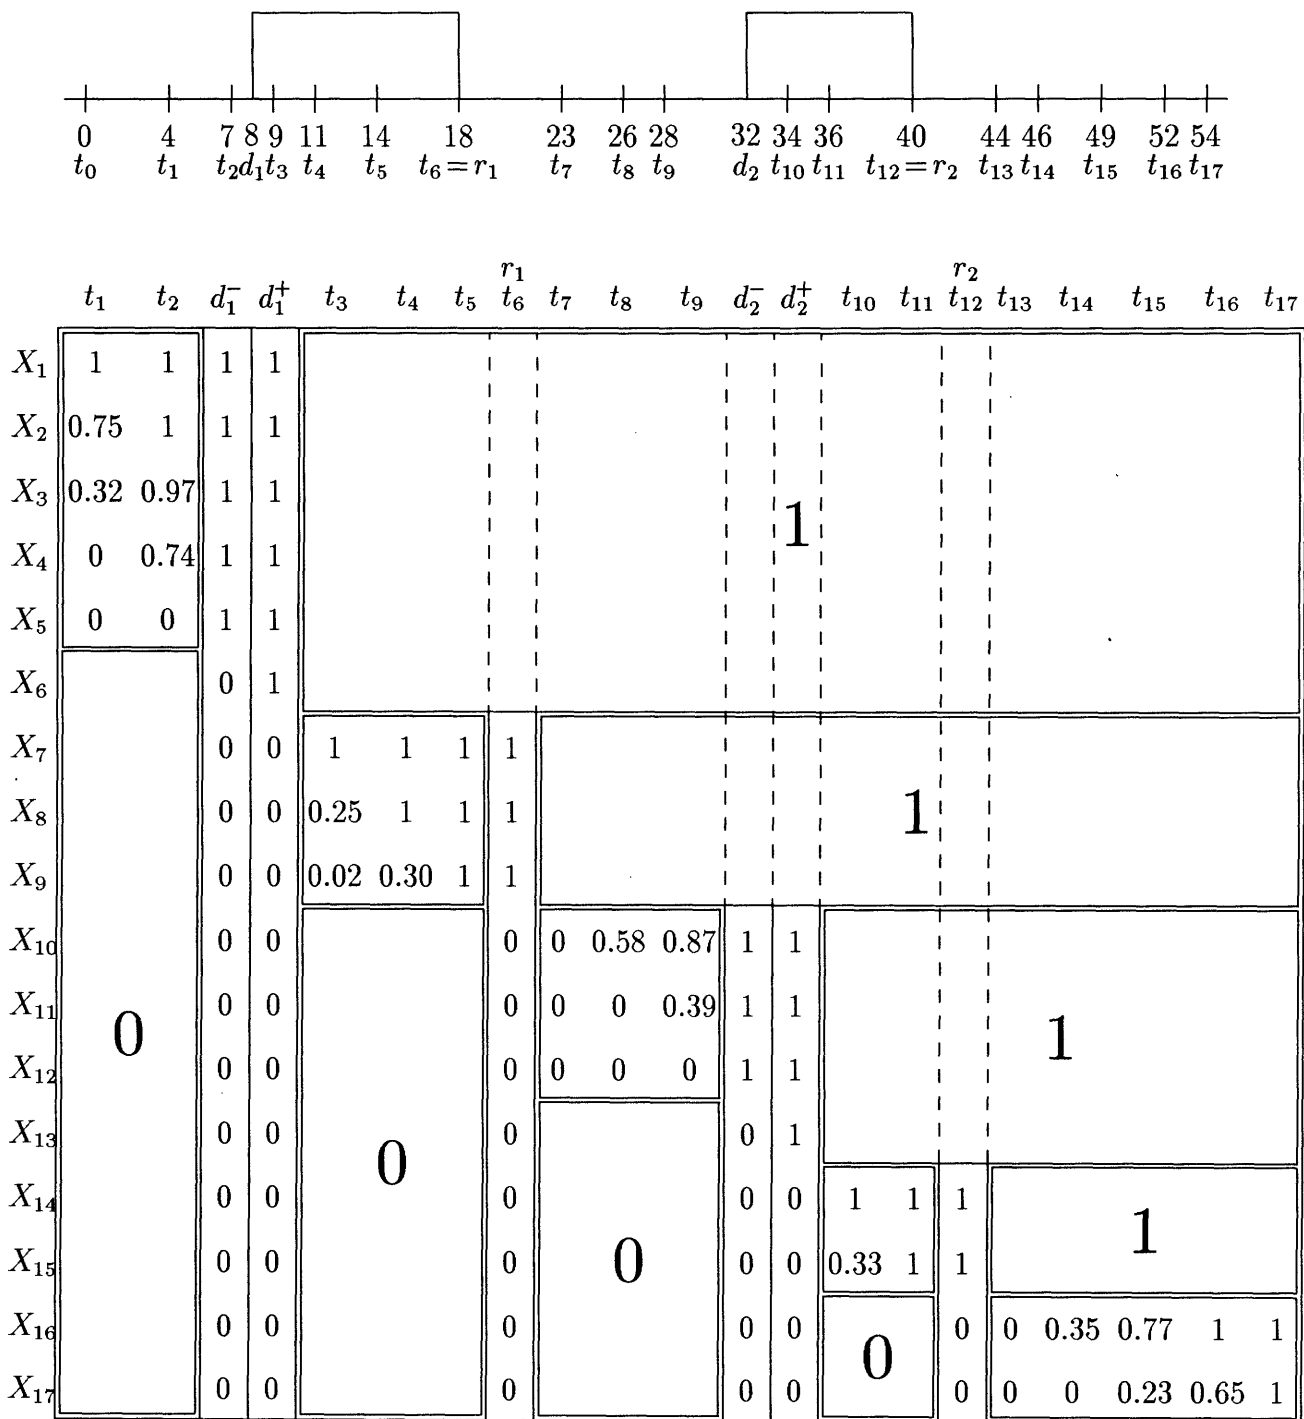 0 4 7 8 9 11 14 18 23 26 28 32 34 36 40 44 46 49 52 54
t₀ t₁ t₂ d₁ t₃ t₄ t₅ t₆ = r₁ t₇ t₈ t₉ d₂ t₁₀ t₁₁ t₁₂ = r₂ t₁₃ t₁₄ t₁₅ t₁₆ t₁₇
r₁ r₂
t₁ t₂ d₁⁻ d₁⁺ t₃ t₄ t₅ t₆ t₇ t₈ t₉ d₂⁻ d₂⁺ t₁₀ t₁₁ t₁₂ t₁₃ t₁₄ t₁₅ t₁₆ t₁₇
X₁ 1 1 1 1
X₂ 0.75 1 1 1
X₃ 0.32 0.97 1 1
1
X₄ 0 0.74 1 1
X₅ 0 0 1 1
X₆ 0 1
X₇ 0 0 1 1 1 1
X₈ 0 0 0.25 1 1 1 1
X₉ 0 0 0.02 0.30 1 1
X₁₀ 0 0 0 0 0.58 0.87 1 1
X₁₁ 0 0 0 0 0 0.39 1 1
0 1
X₁₂ 0 0 0 0 0 0 1 1
X₁₃ 0 0 0 0 1
0
X₁₄ 0 0 0 0 0 1 1 1
1
X₁₅ 0 0 0 0 0 0 0.33 1 1
X₁₆ 0 0 0 0 0 0 0 0.35 0.77 1 1
0
X₁₇ 0 0 0 0 0 0 0 0 0.23 0.65 1